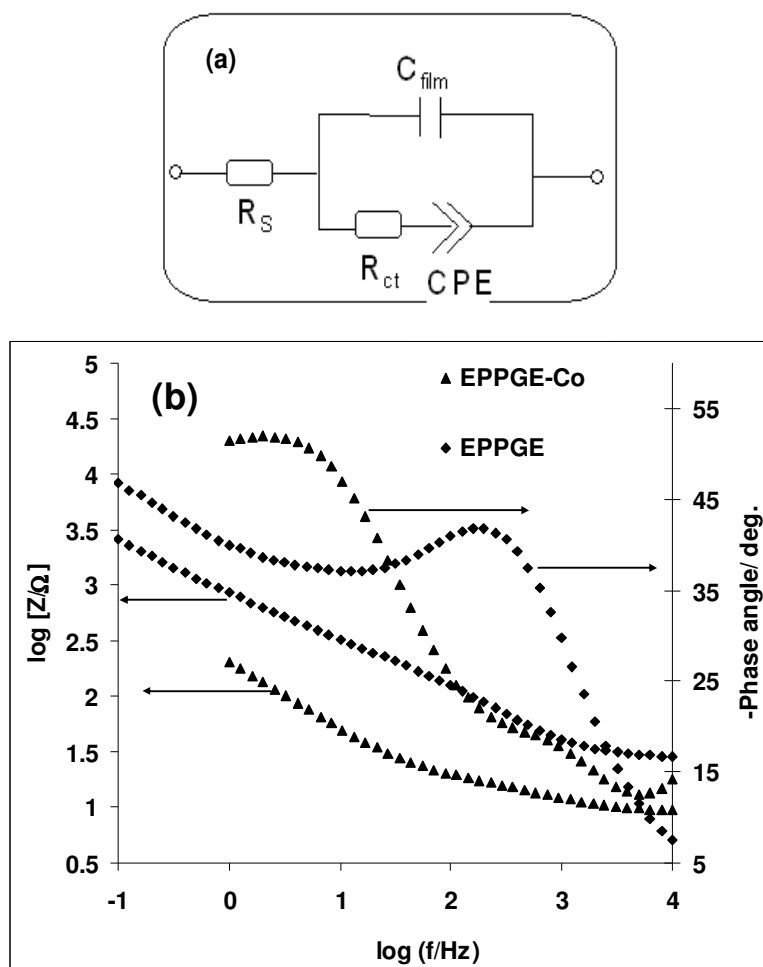 (a)
C film
R S
R ct
CPE
(b)
EPPGE-Co
EPPGE
log [Z/Ω]
5
4.5
4
3.5
3
2.5
2
1.5
1
0.5
-Phase angle/ deg.
55
45
35
25
15
5
-1 0 1 2 3 4
log (f/Hz)